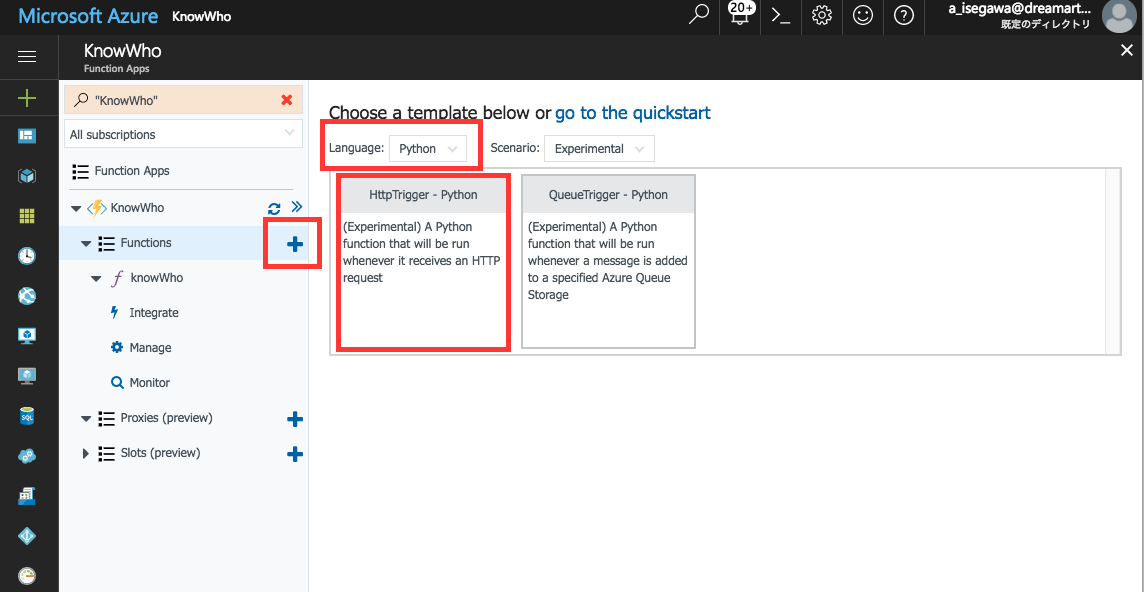 Microsoft Azure KnowWho
20+
a_isegawa@dreamart...
既定のディレクトリ
KnowWho
Function Apps
"KnowWho"
All subscriptions
Function Apps
KnowWho
Functions
knowWho
Integrate
Manage
Monitor
Proxies (preview)
Slots (preview)
SQL
Choose a template below or go to the quickstart
Language: Python Scenario: Experimental
HttpTrigger - Python
(Experimental) A Python
function that will be run
whenever it receives an HTTP
request
QueueTrigger - Python
(Experimental) A Python
function that will be run
whenever a message is added
to a specified Azure Queue
Storage